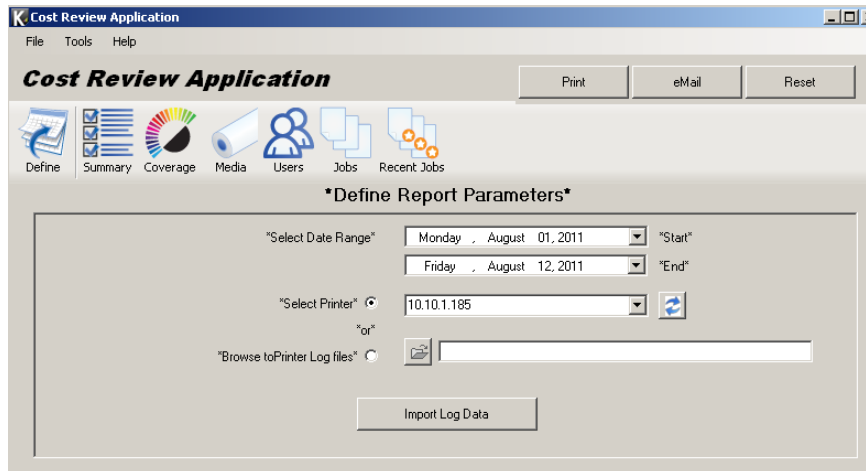 K Cost Review Application
File Tools Help
Cost Review Application Print eMail Reset
Define Summary Coverage Media Users Jobs Recent Jobs
*Define Report Parameters*
*Select Date Range* Monday , August 01, 2011 *Start*
Friday , August 12, 2011 *End*
*Select Printer* 10.10.1.185
*or*
*Browse toPrinter Log files*
Import Log Data